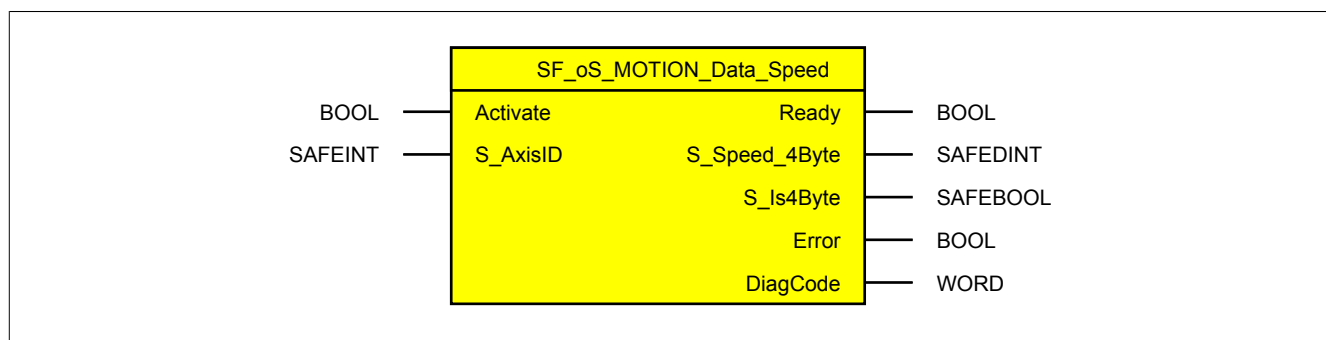 SF_oS_MOTION_Data_Speed
BOOL Activate Ready BOOL
SAFEINT S_AxisID S_Speed_4Byte SAFEDINT
S_Is4Byte SAFEBOOL
Error BOOL
DiagCode WORD